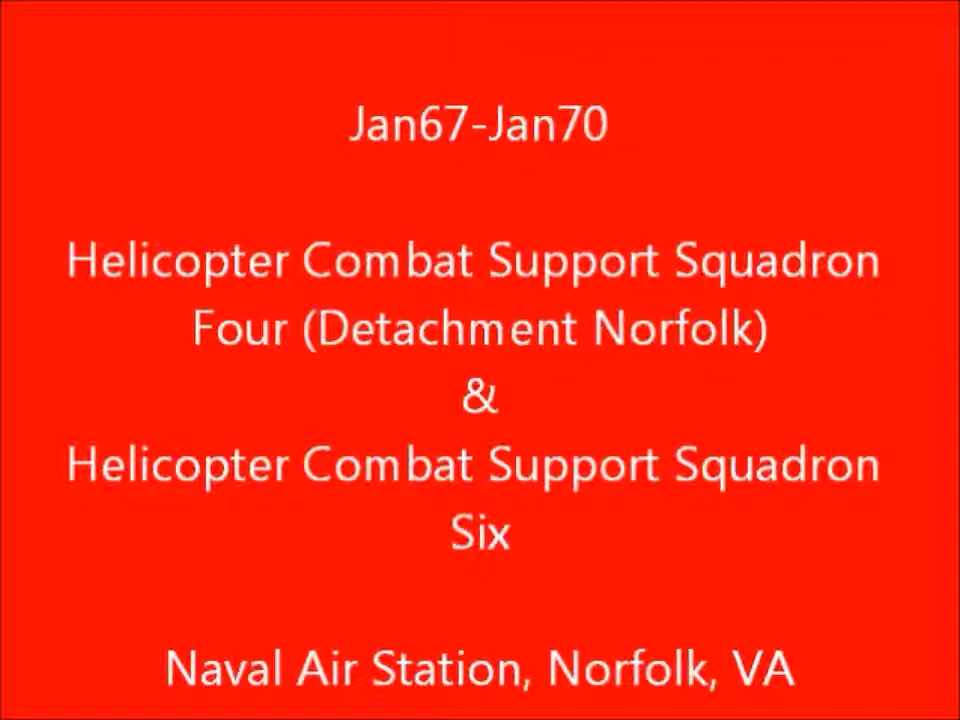 Jan67-Jan70
Helicopter Combat Support Squadron
Four (Detachment Norfolk)
&
Helicopter Combat Support Squadron
Six
Naval Air Station, Norfolk, VA